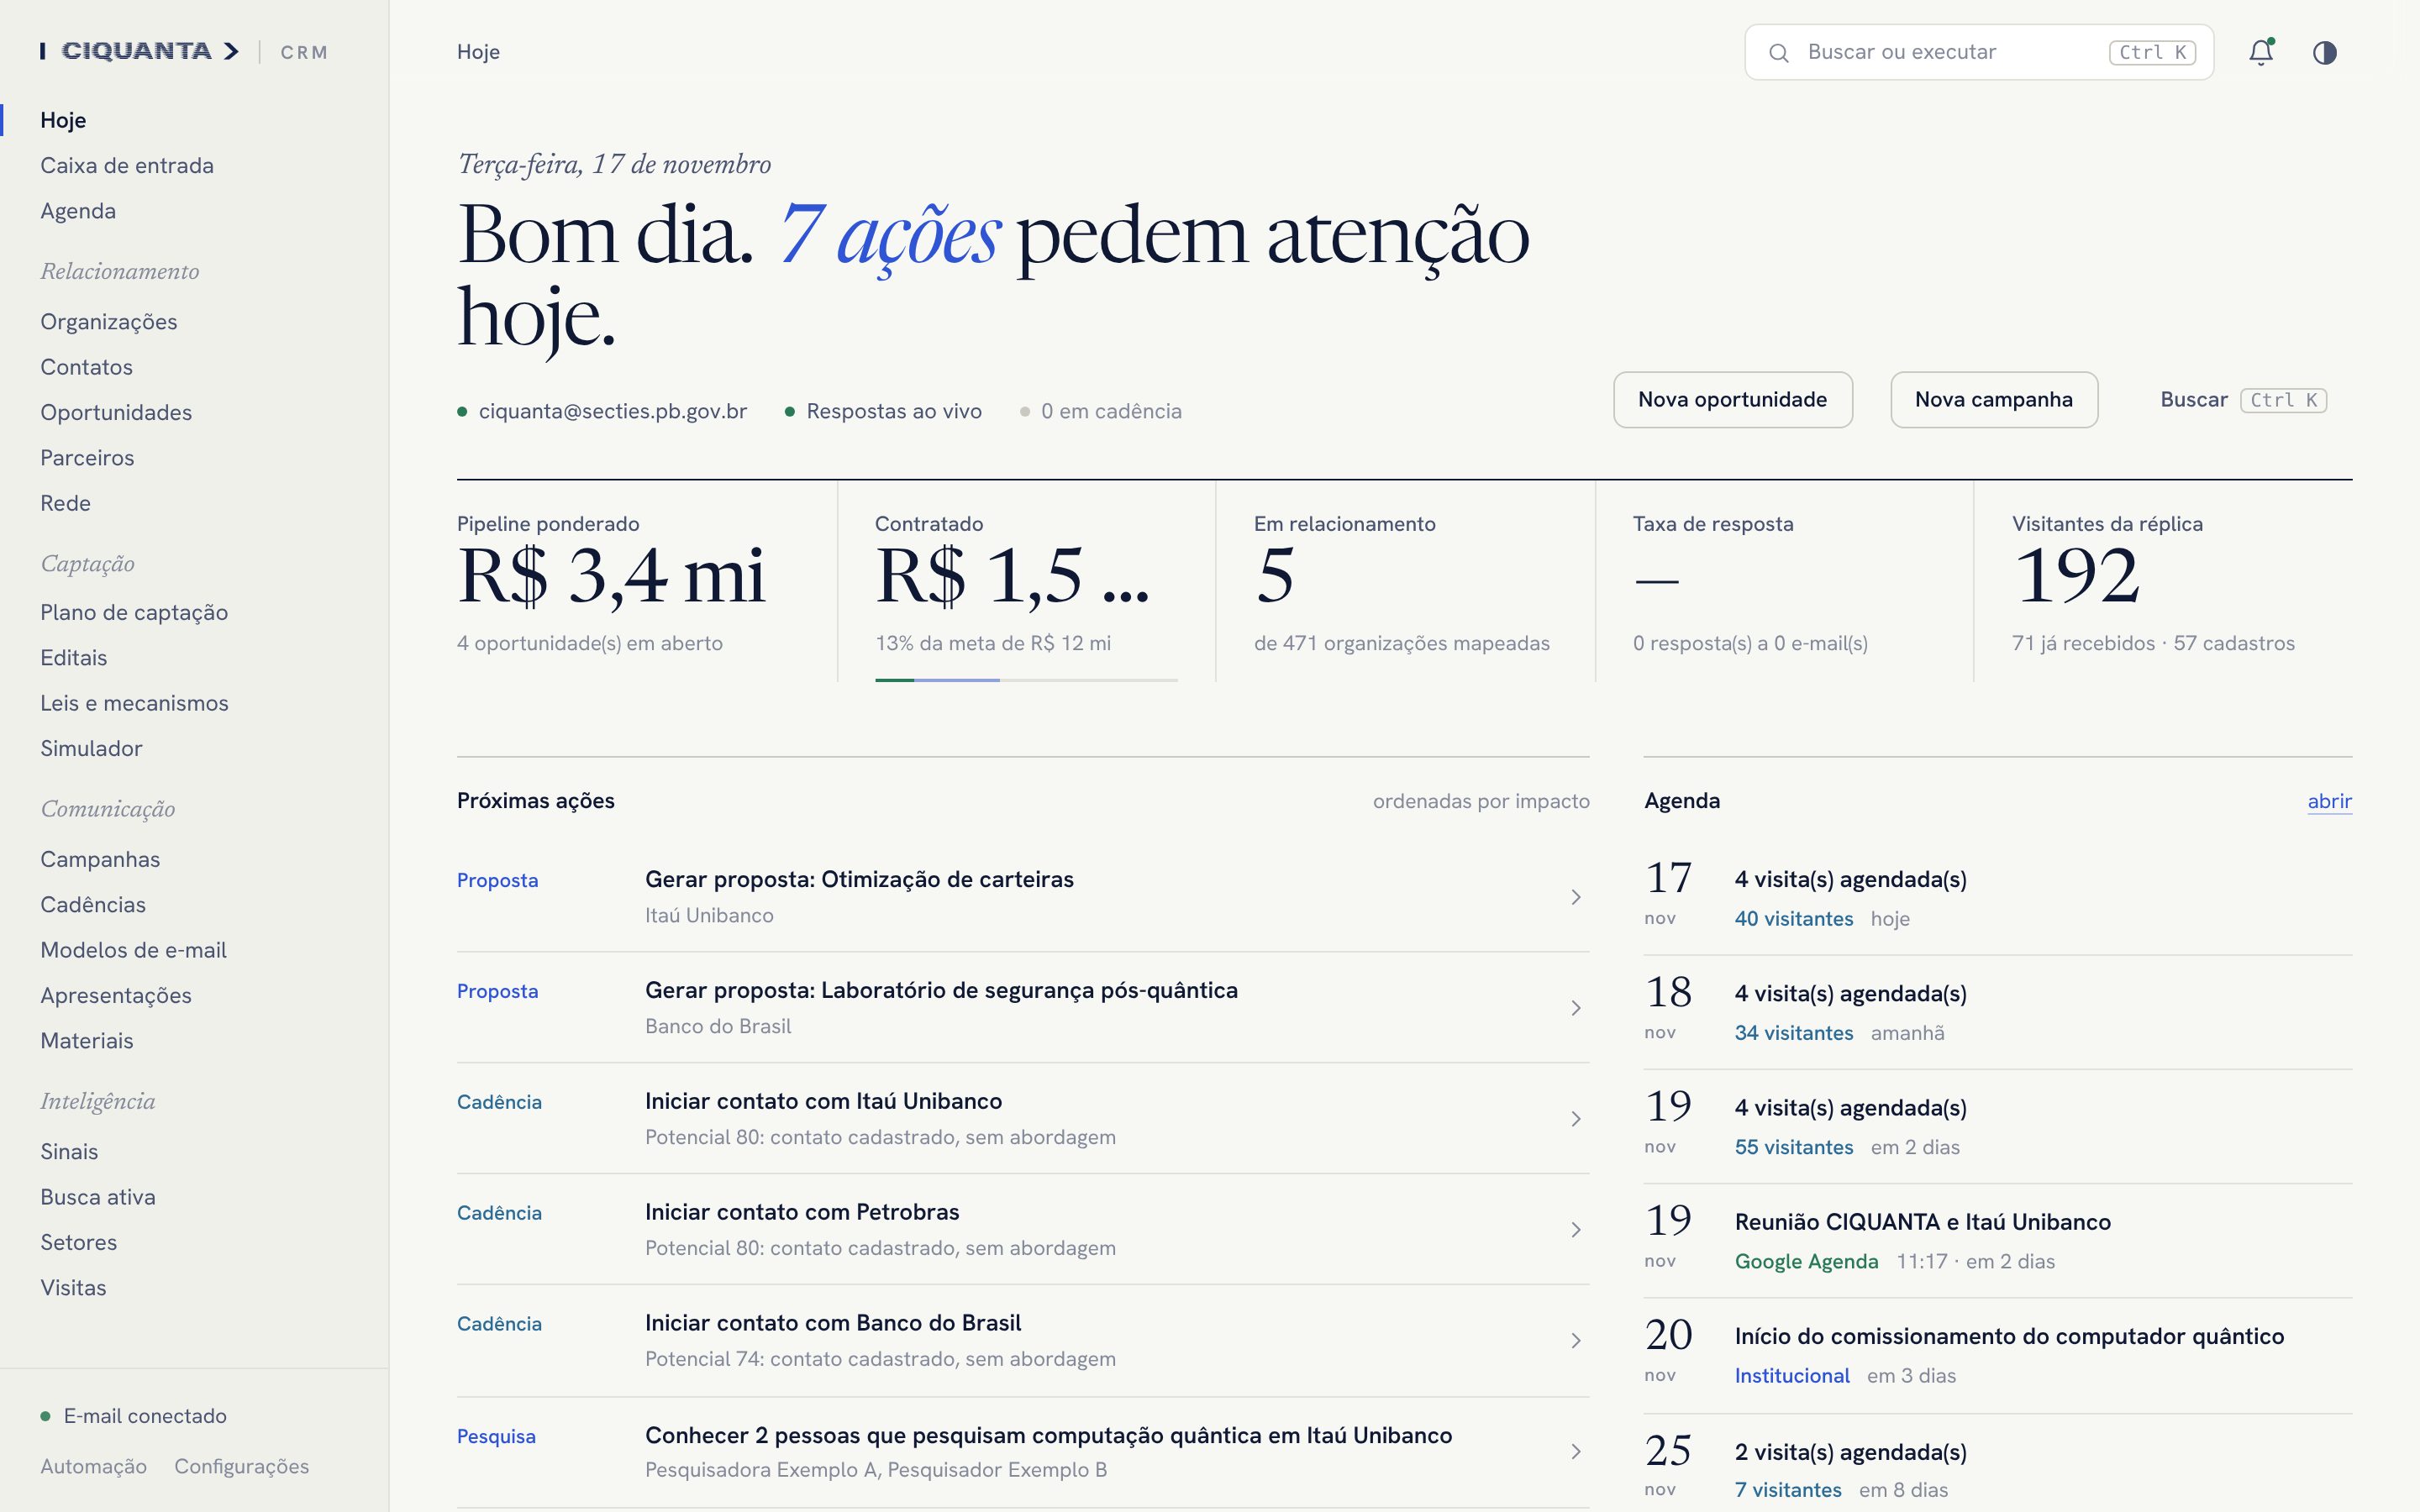 CIQUANTA CRM
Hoje
Caixa de entrada
Agenda
Relacionamento
Organizações
Contatos
Oportunidades
Parceiros
Rede
Captação
Plano de captação
Editais
Leis e mecanismos
Simulador
Comunicação
Campanhas
Cadências
Modelos de e-mail
Apresentações
Materiais
Inteligência
Sinais
Busca ativa
Setores
Visitas
E-mail conectado
Automação Configurações
Hoje
Buscar ou executar Ctrl K
Terça-feira, 17 de novembro
Bom dia. 7 ações pedem atenção
hoje.
ciquanta@secties.pb.gov.br Respostas ao vivo 0 em cadência
Nova oportunidade Nova campanha Buscar Ctrl K
Pipeline ponderado
R$ 3,4 mi
4 oportunidade(s) em aberto
Contratado
R$ 1,5 ...
13% da meta de R$ 12 mi
Em relacionamento
5
de 471 organizações mapeadas
Taxa de resposta
—
0 resposta(s) a 0 e-mail(s)
Visitantes da réplica
192
71 já recebidos · 57 cadastros
Próximas ações ordenadas por impacto
Proposta Gerar proposta: Otimização de carteiras
Itaú Unibanco
Proposta Gerar proposta: Laboratório de segurança pós-quântica
Banco do Brasil
Cadência Iniciar contato com Itaú Unibanco
Potencial 80: contato cadastrado, sem abordagem
Cadência Iniciar contato com Petrobras
Potencial 80: contato cadastrado, sem abordagem
Cadência Iniciar contato com Banco do Brasil
Potencial 74: contato cadastrado, sem abordagem
Pesquisa Conhecer 2 pessoas que pesquisam computação quântica em Itaú Unibanco
Pesquisadora Exemplo A, Pesquisador Exemplo B
Agenda abrir
17 4 visita(s) agendada(s)
nov 40 visitantes hoje
18 4 visita(s) agendada(s)
nov 34 visitantes amanhã
19 4 visita(s) agendada(s)
nov 55 visitantes em 2 dias
19 Reunião CIQUANTA e Itaú Unibanco
nov Google Agenda 11:17 · em 2 dias
20 Início do comissionamento do computador quântico
nov Institucional em 3 dias
25 2 visita(s) agendada(s)
nov 7 visitantes em 8 dias